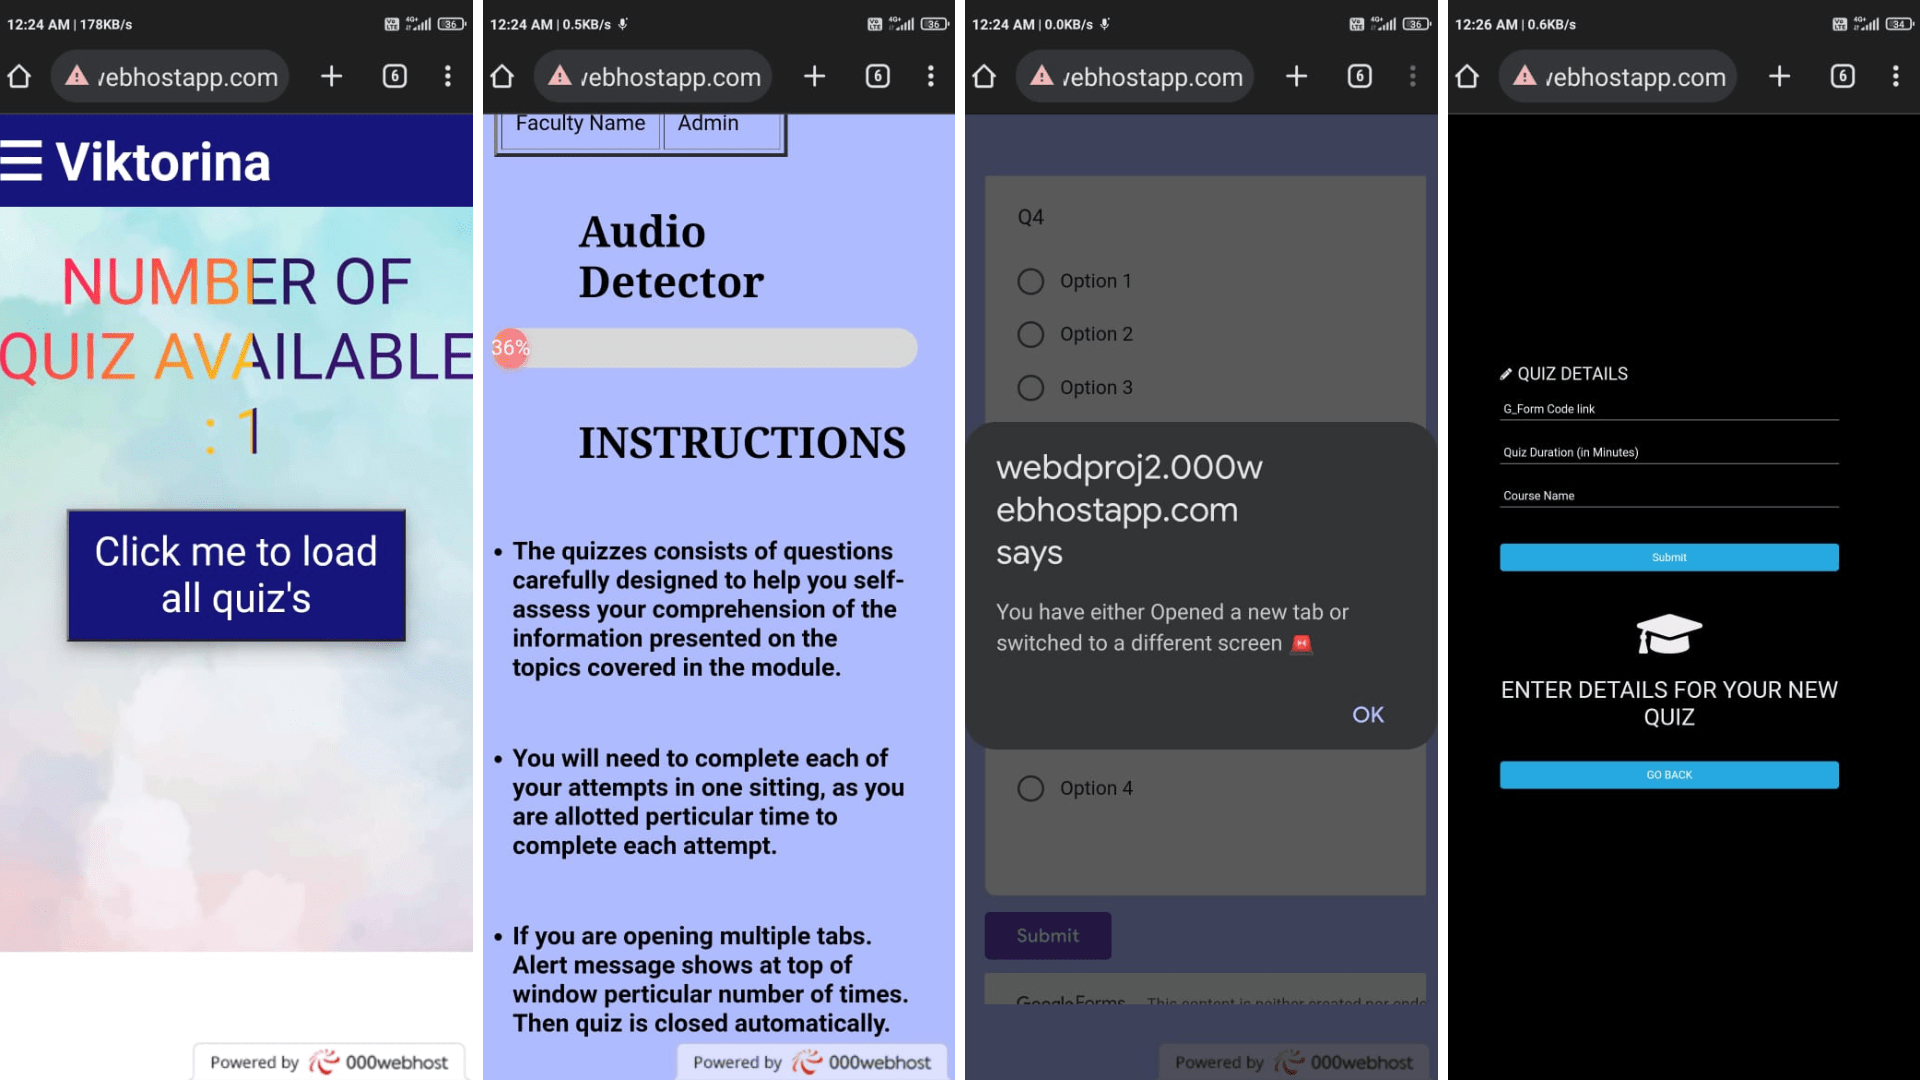 12:24 AM | 178KB/s
4G+
36
vebhostapp.com
6
Viktorina
NUMBER OF
QUIZ AVAILABLE
: 1
Click me to load
all quiz's
Powered by 000webhost
12:24 AM | 0.5KB/s
4G+
36
vebhostapp.com
6
Faculty Name Admin
Audio
Detector
36%
INSTRUCTIONS
• The quizzes consists of questions
carefully designed to help you self-
assess your comprehension of the
information presented on the
topics covered in the module.
• You will need to complete each of
your attempts in one sitting, as you
are allotted perticular time to
complete each attempt.
• If you are opening multiple tabs.
Alert message shows at top of
window perticular number of times.
Then quiz is closed automatically.
Powered by 000webhost
12:24 AM | 0.0KB/s
4G+
36
vebhostapp.com
6
Q4
Option 1
Option 2
Option 3
webdproj2.000w
ebhostapp.com
says
You have either Opened a new tab or
switched to a different screen 🚨
OK
Option 4
Submit
Google Forms This content is neither created nor endo
Powered by 000webhost
12:26 AM | 0.6KB/s
4G+
34
vebhostapp.com
6
QUIZ DETAILS
G_Form Code link
Quiz Duration (in Minutes)
Course Name
Submit
ENTER DETAILS FOR YOUR NEW
QUIZ
GO BACK